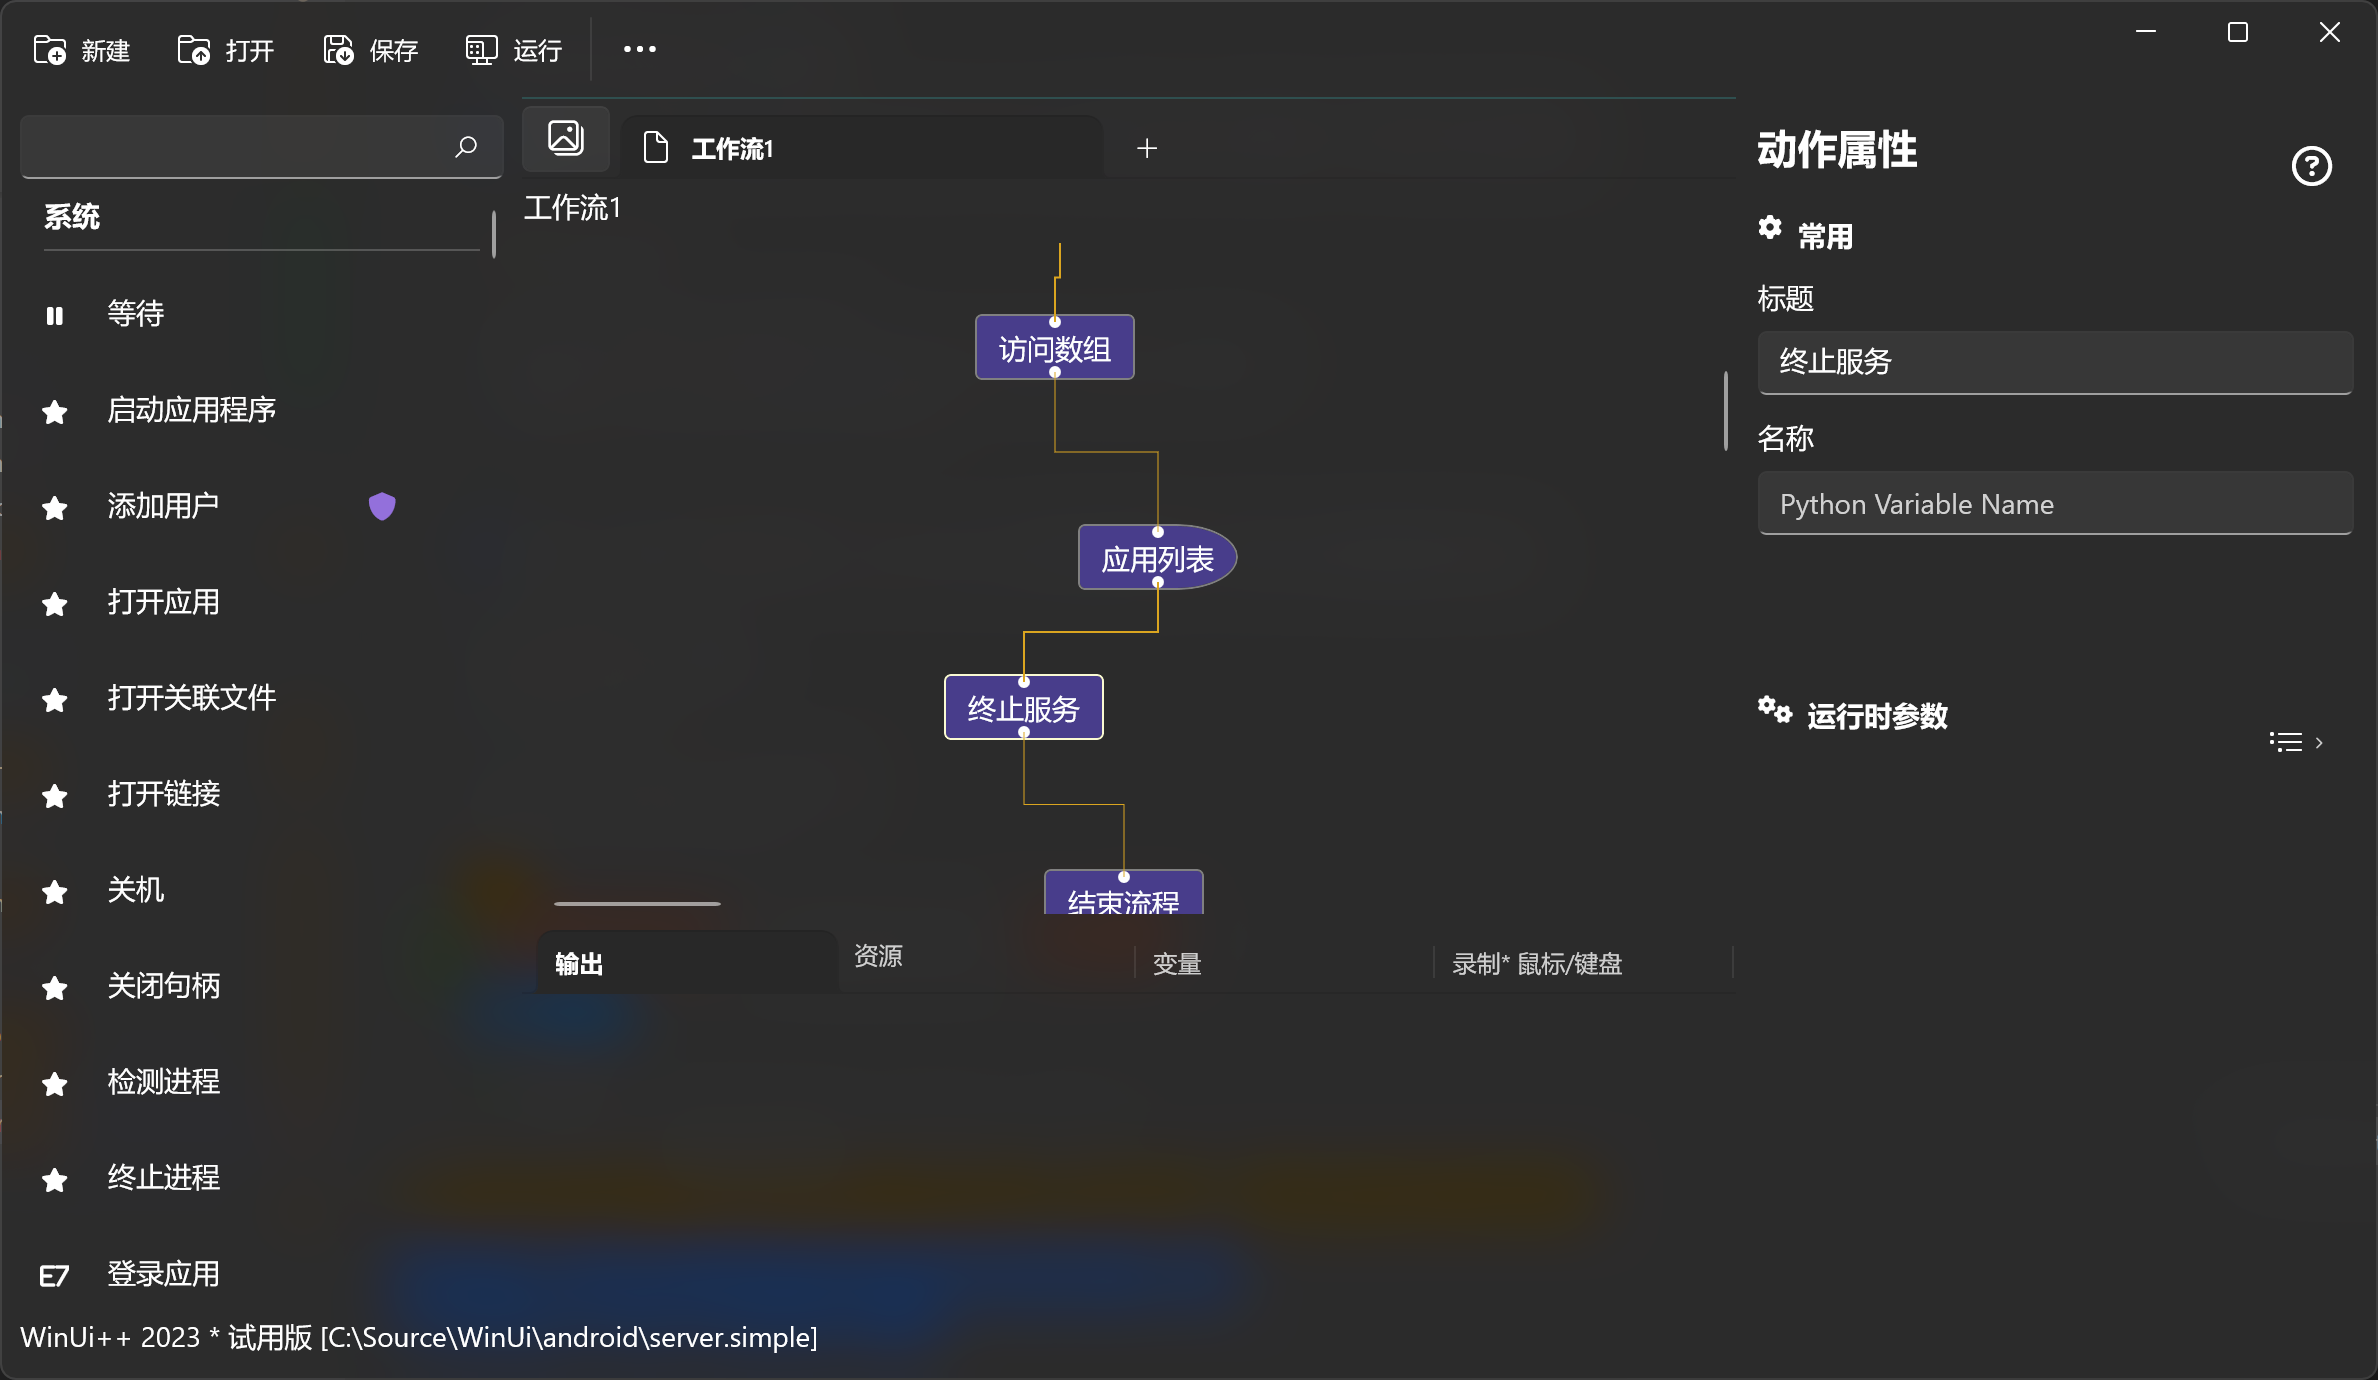 新建 打开 保存 运行
系统
等待
启动应用程序
添加用户
打开应用
打开关联文件
打开链接
关机
关闭句柄
检测进程
终止进程
登录应用
工作流1
工作流1
访问数组
应用列表
终止服务
结束流程
输出 资源 变量 录制* 鼠标/键盘
动作属性
常用
标题
终止服务
名称
Python Variable Name
运行时参数
WinUi++ 2023 * 试用版 [C:\Source\WinUi\android\server.simple]